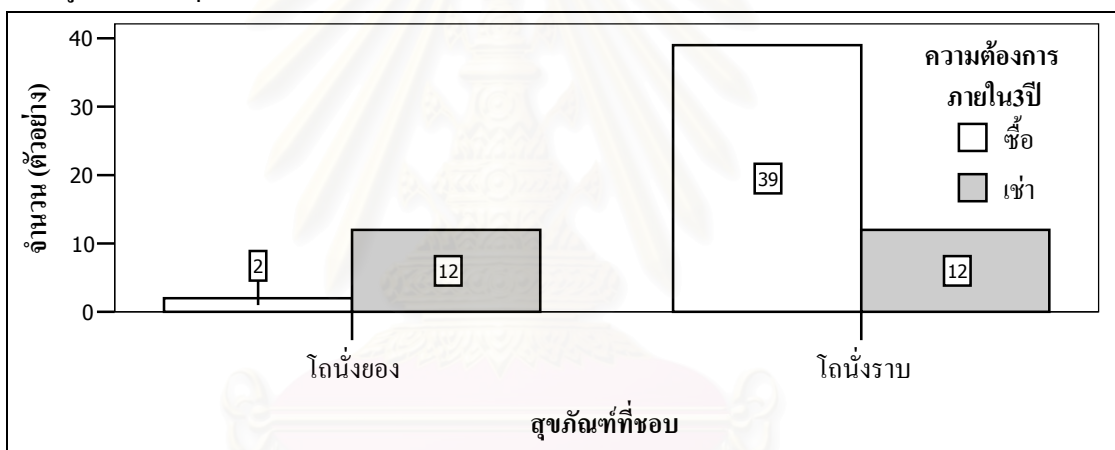 40
30
20
10
0
จำนวน (ตัวอย่าง)
2
12
39
12
ความต้องการ
ภายใน3ปี
ซื้อ
เช่า
โถนั่งยอง
โถนั่งราบ
สุขภัณฑ์ที่ชอบ